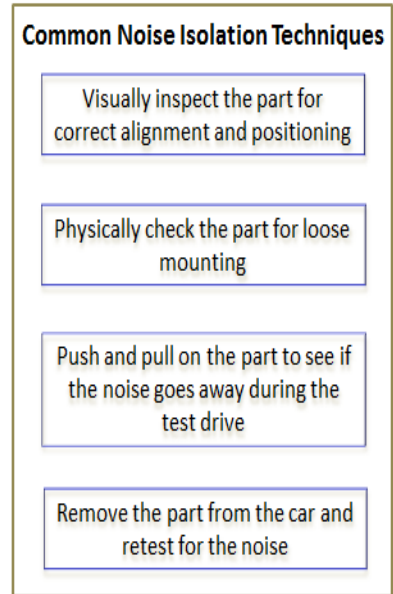 Common Noise Isolation Techniques
Visually inspect the part for
correct alignment and positioning
Physically check the part for loose
mounting
Push and pull on the part to see if
the noise goes away during the
test drive
Remove the part from the car and
retest for the noise